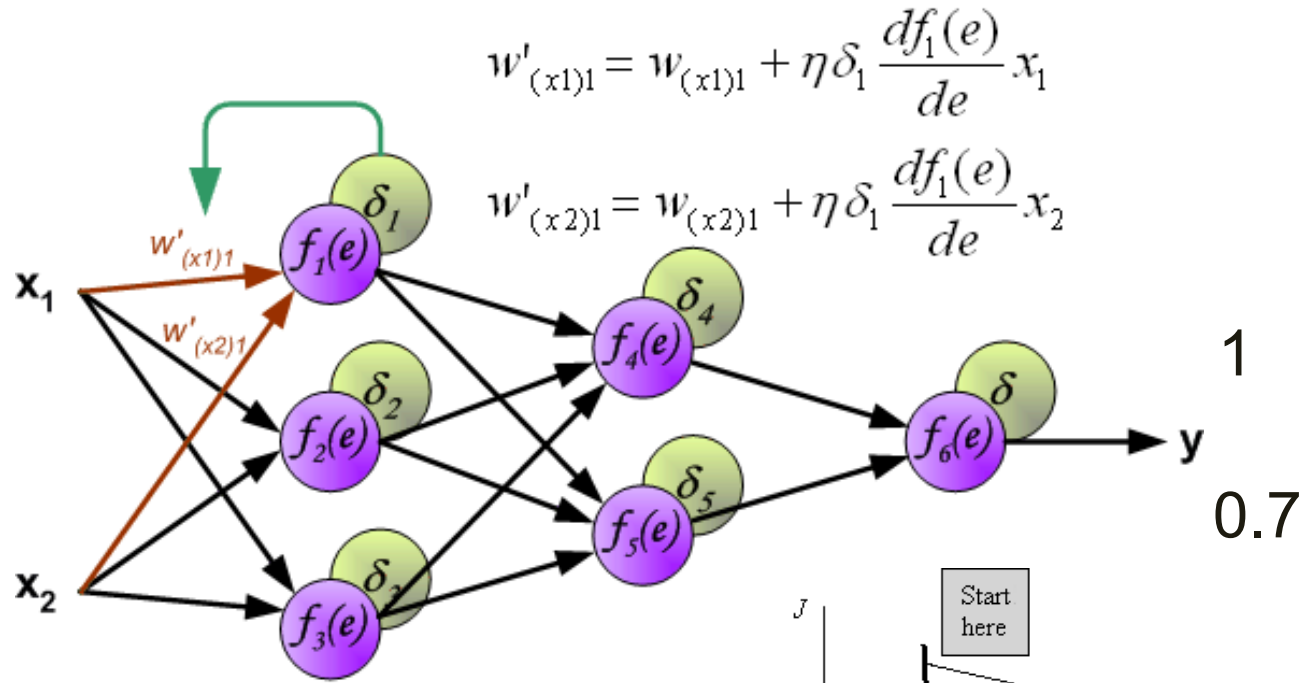 w'(x1)1 = w(x1)1 + ηδ1 df1(e)/de x1
w'(x2)1 = w(x2)1 + ηδ1 df1(e)/de x2
δ1
f1(e)
w'(x1)1
x1
w'(x2)1
δ4
f4(e)
1
δ2
f2(e)
δ
f6(e)
y
δ5
f5(e)
0.7
x2
δ3
f3(e)
J
Start
here